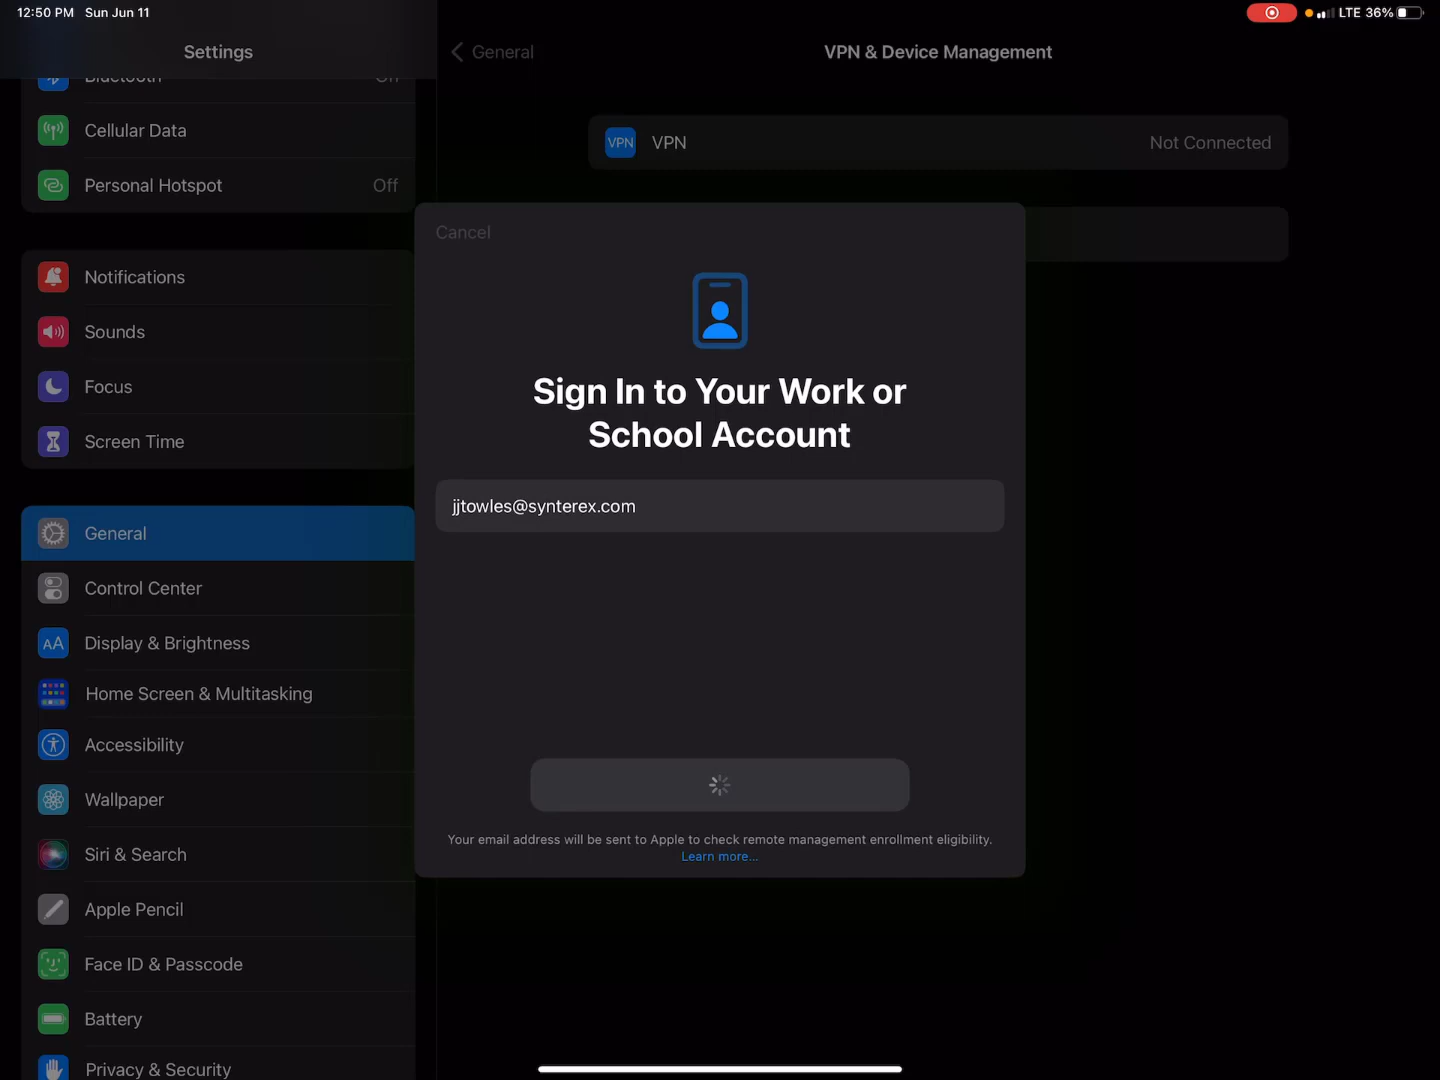 12:50 PM Sun Jun 11
LTE 36%
Settings
Bluetooth
Cellular Data
Personal Hotspot Off
Notifications
Sounds
Focus
Screen Time
General
Control Center
AA Display & Brightness
Home Screen & Multitasking
Accessibility
Wallpaper
Siri & Search
Apple Pencil
Face ID & Passcode
Battery
Privacy & Security
General
VPN & Device Management
VPN VPN Not Connected
Cancel
Sign In to Your Work or
School Account
jjtowles@synterex.com
Your email address will be sent to Apple to check remote management enrollment eligibility.
Learn more...